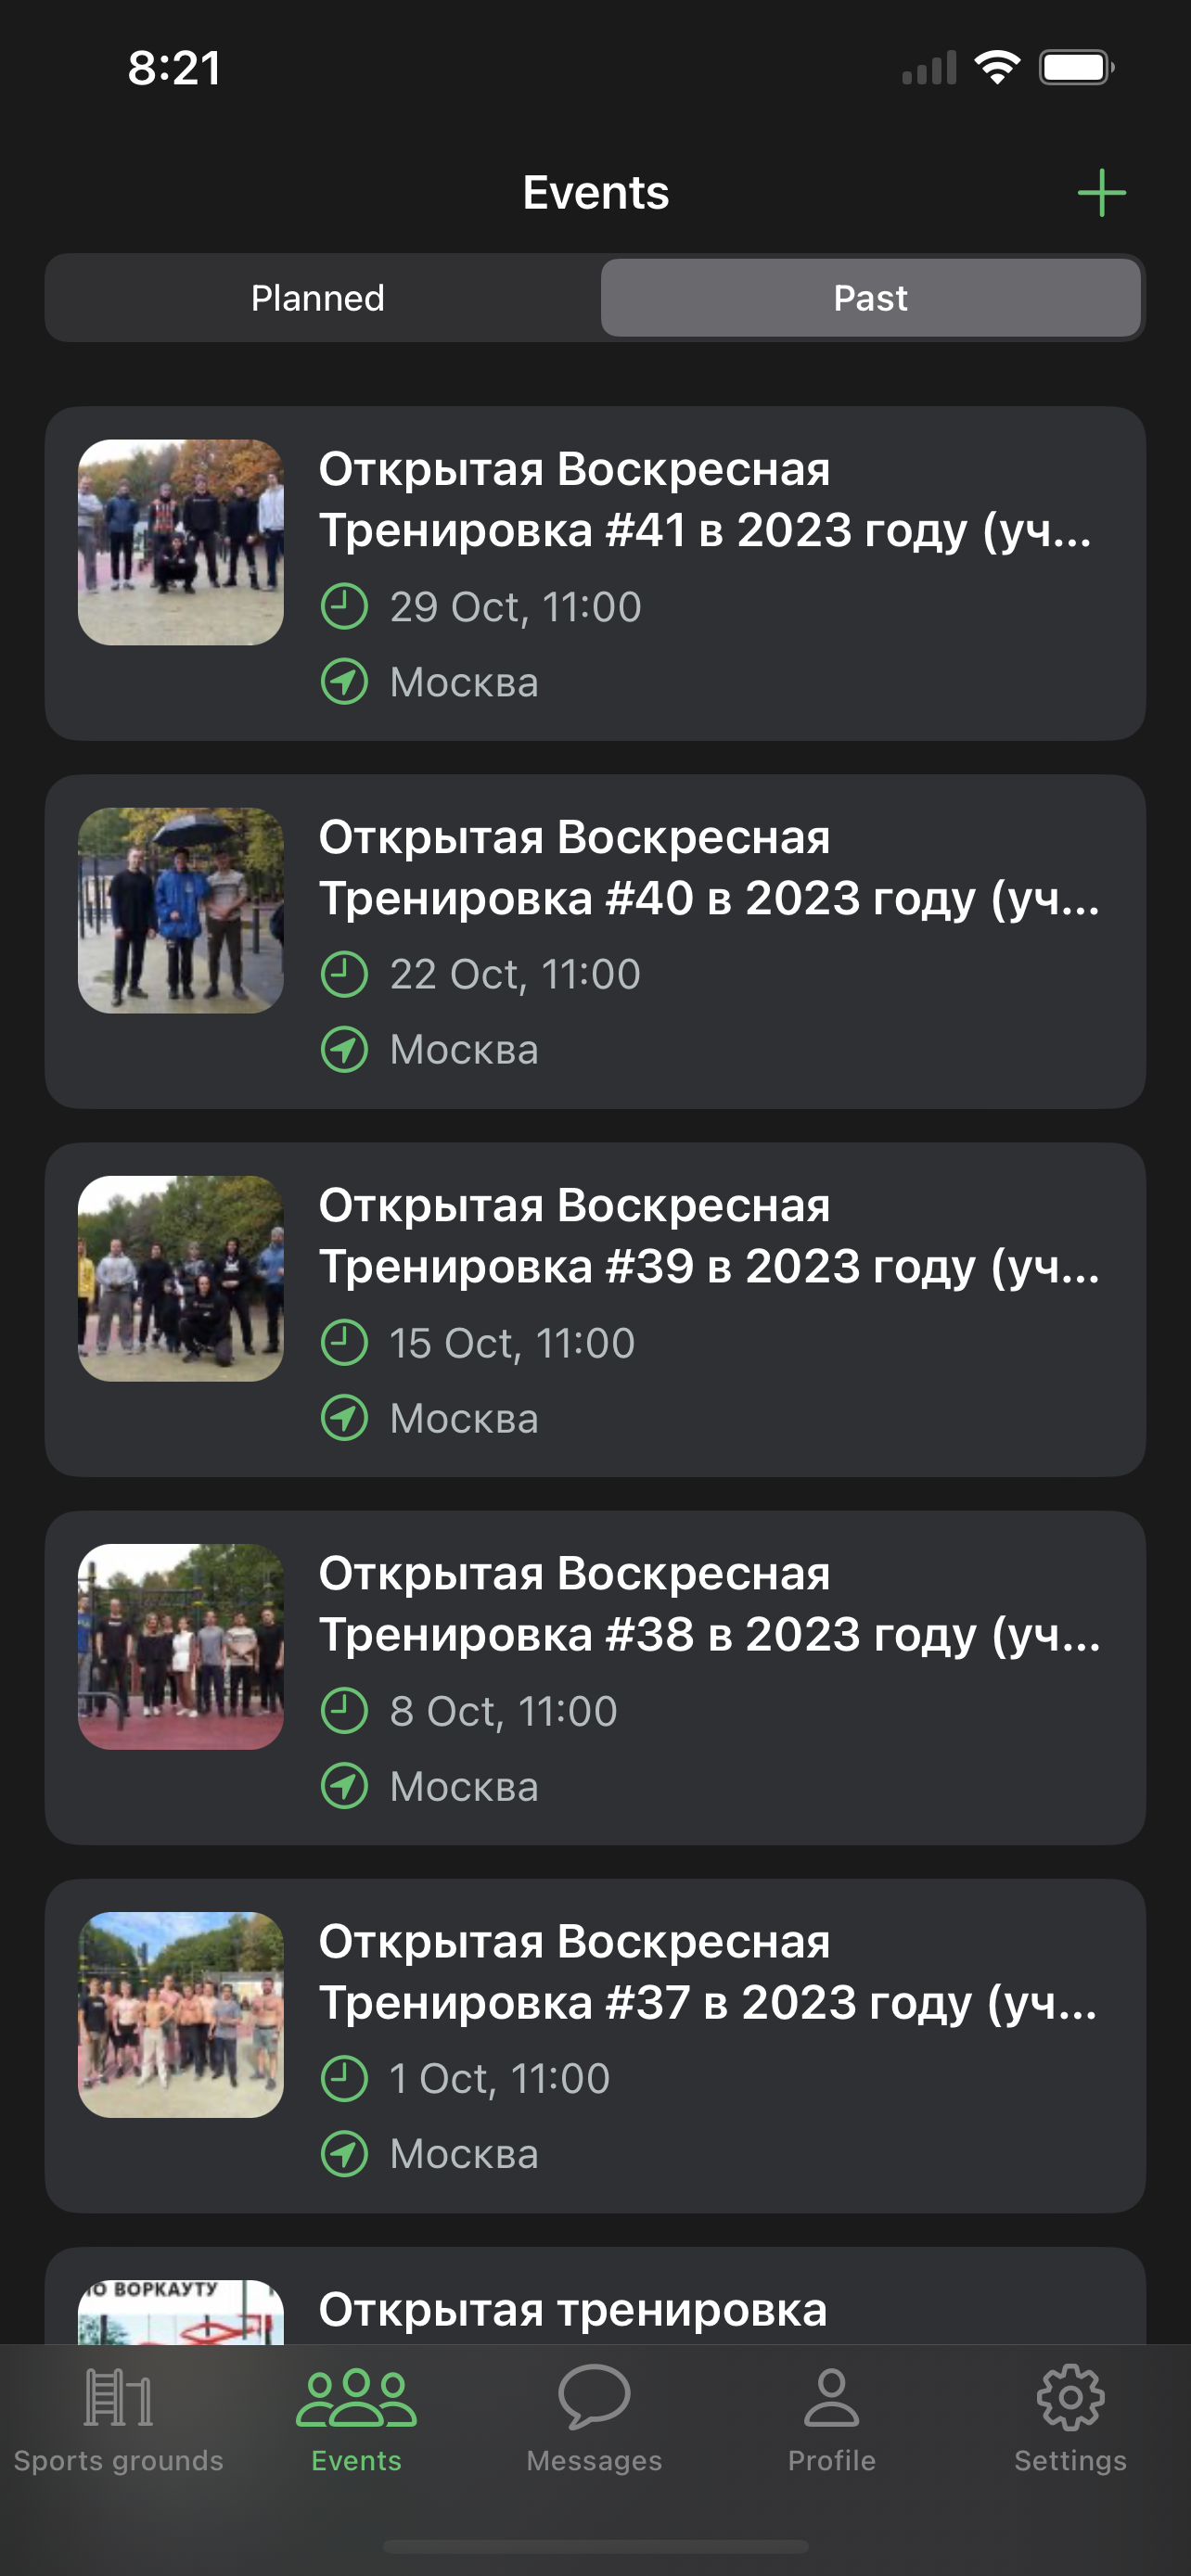 8:21
Events
Planned
Past
Открытая Воскресная
Тренировка #41 в 2023 году (уч...
29 Oct, 11:00
Москва
Открытая Воскресная
Тренировка #40 в 2023 году (уч...
22 Oct, 11:00
Москва
Открытая Воскресная
Тренировка #39 в 2023 году (уч...
15 Oct, 11:00
Москва
Открытая Воскресная
Тренировка #38 в 2023 году (уч...
8 Oct, 11:00
Москва
Открытая Воскресная
Тренировка #37 в 2023 году (уч...
1 Oct, 11:00
Москва
ПО ВОРКАУТУ
Открытая тренировка
Sports grounds
Events
Messages
Profile
Settings